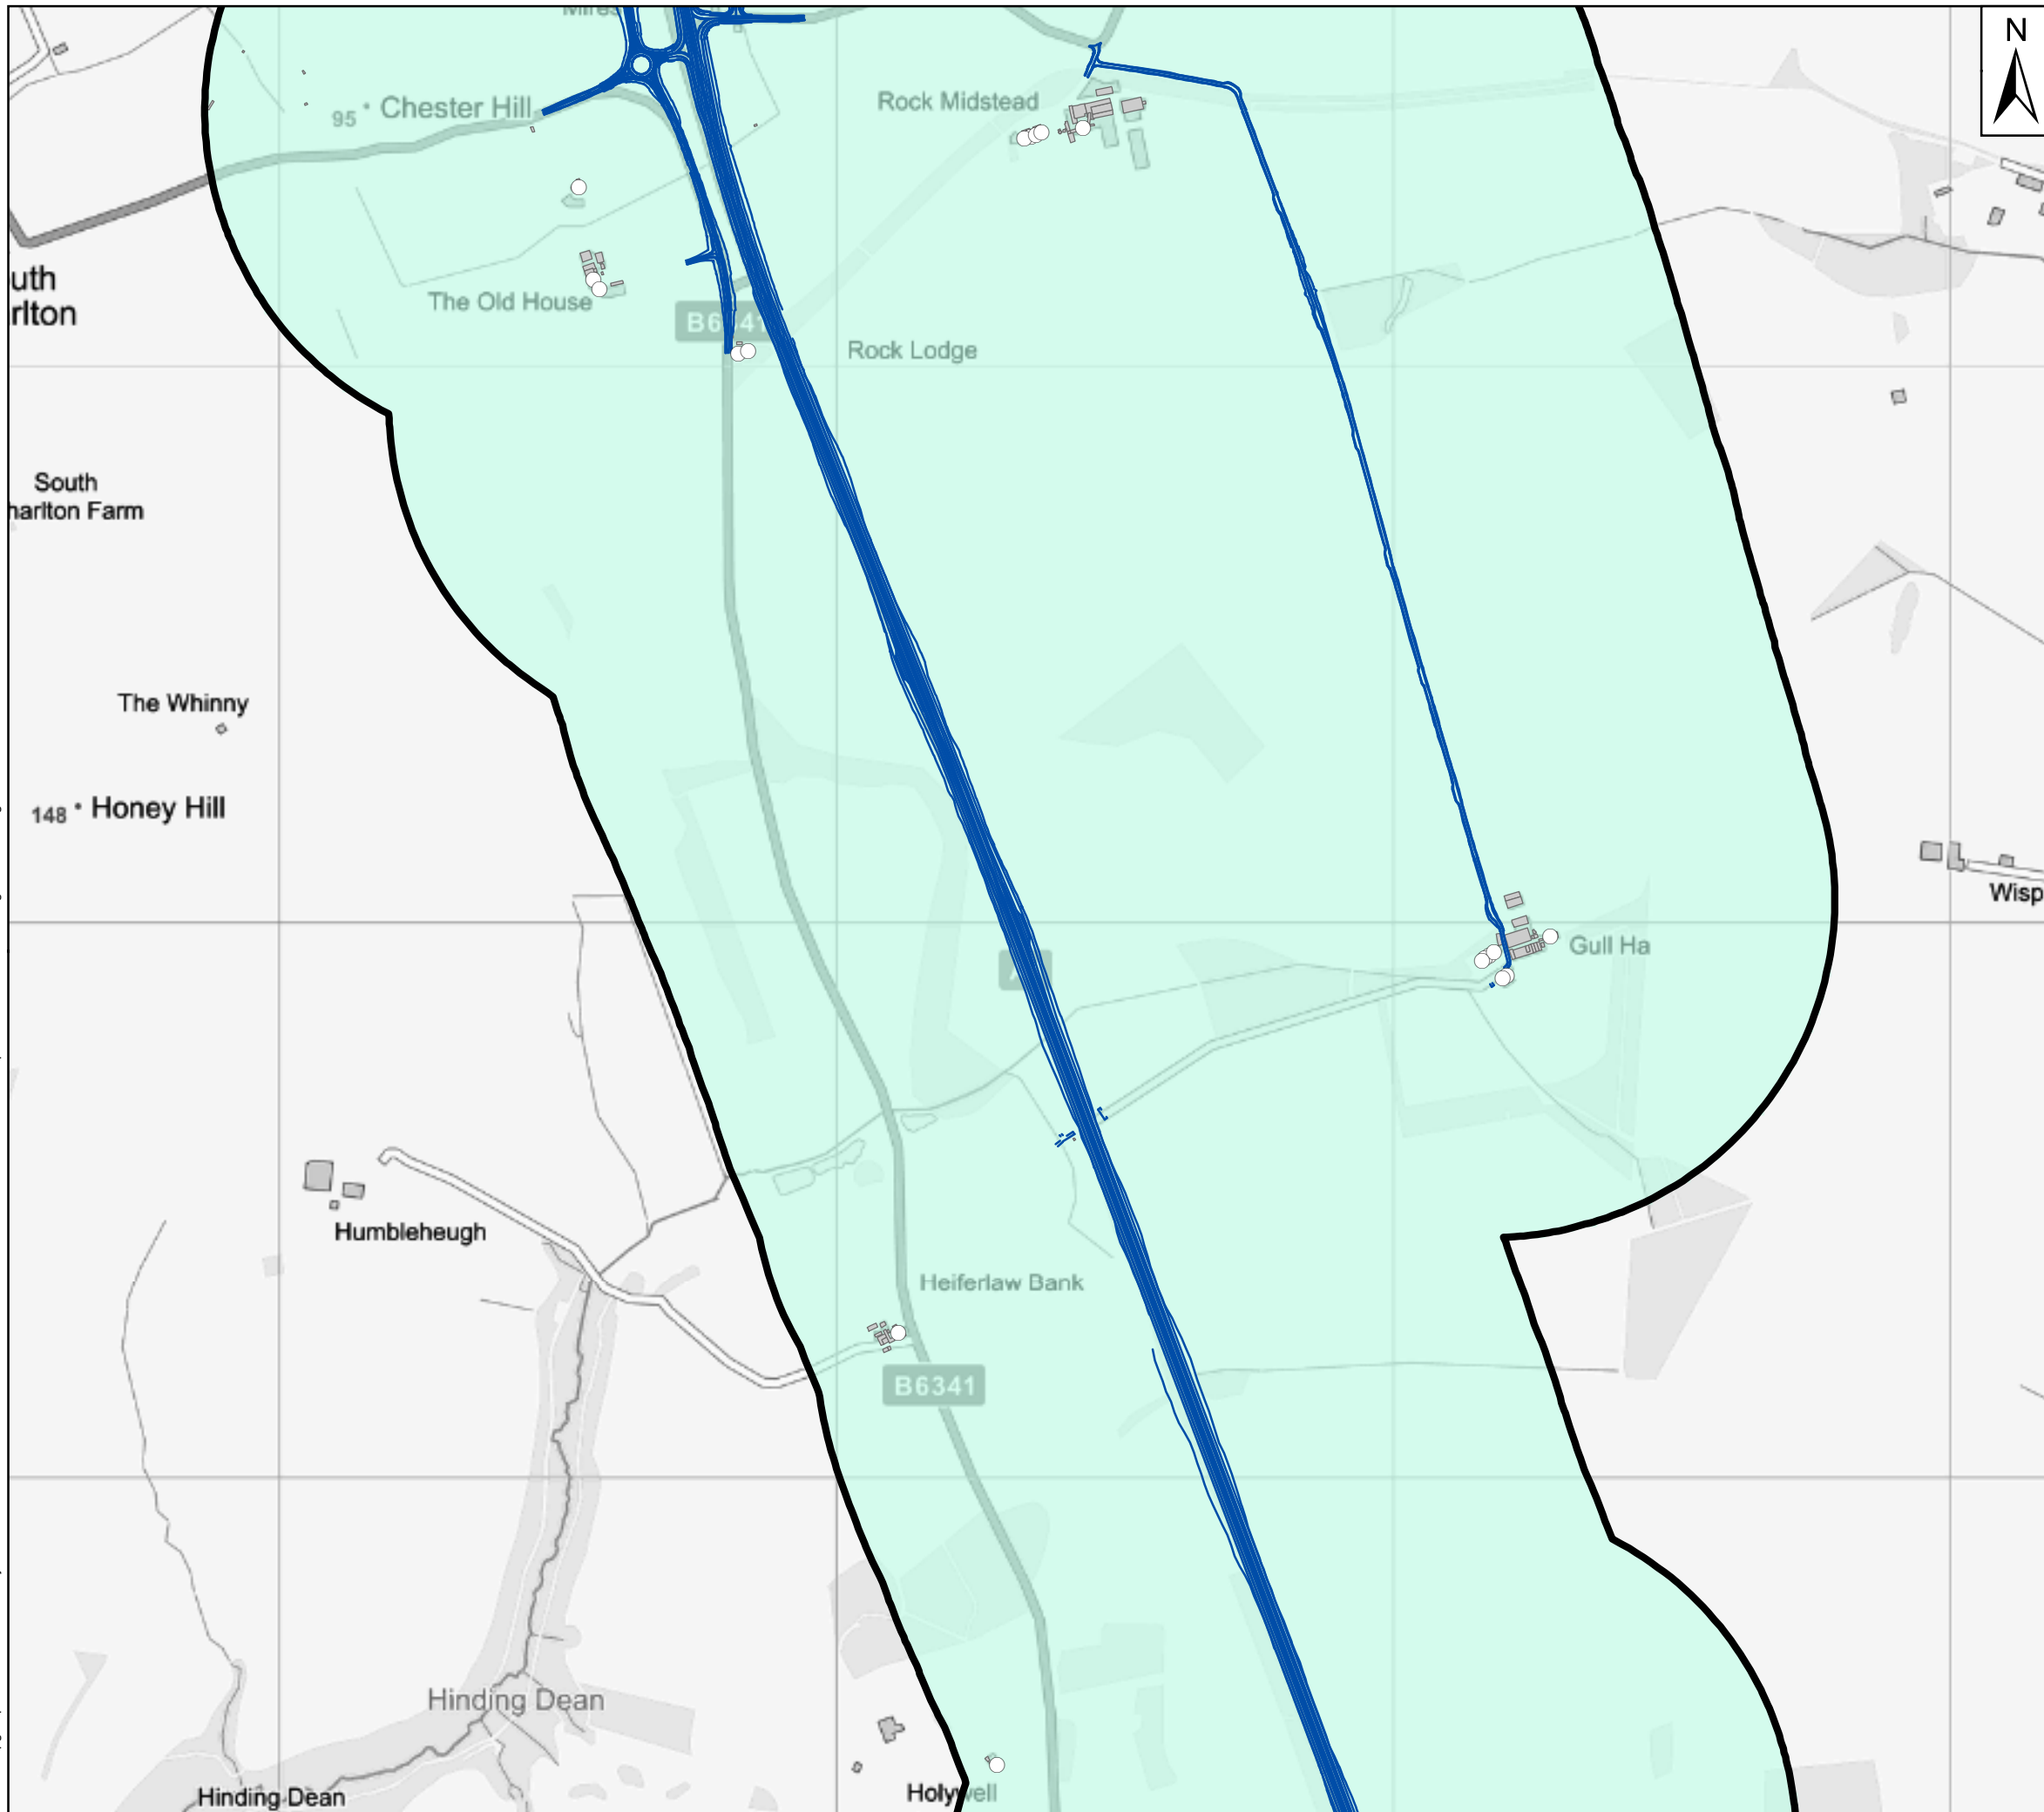 N
Chester Hill
95
Rock Midstead
uth
rlton
The Old House
Rock Lodge
South
harlton Farm
The Whinny
148 • Honey Hill
Wisp
Gull Ha
Humbleheugh
Heiferlaw Bank
B6341
Hinding Dean
Holywell
Hinding Dean